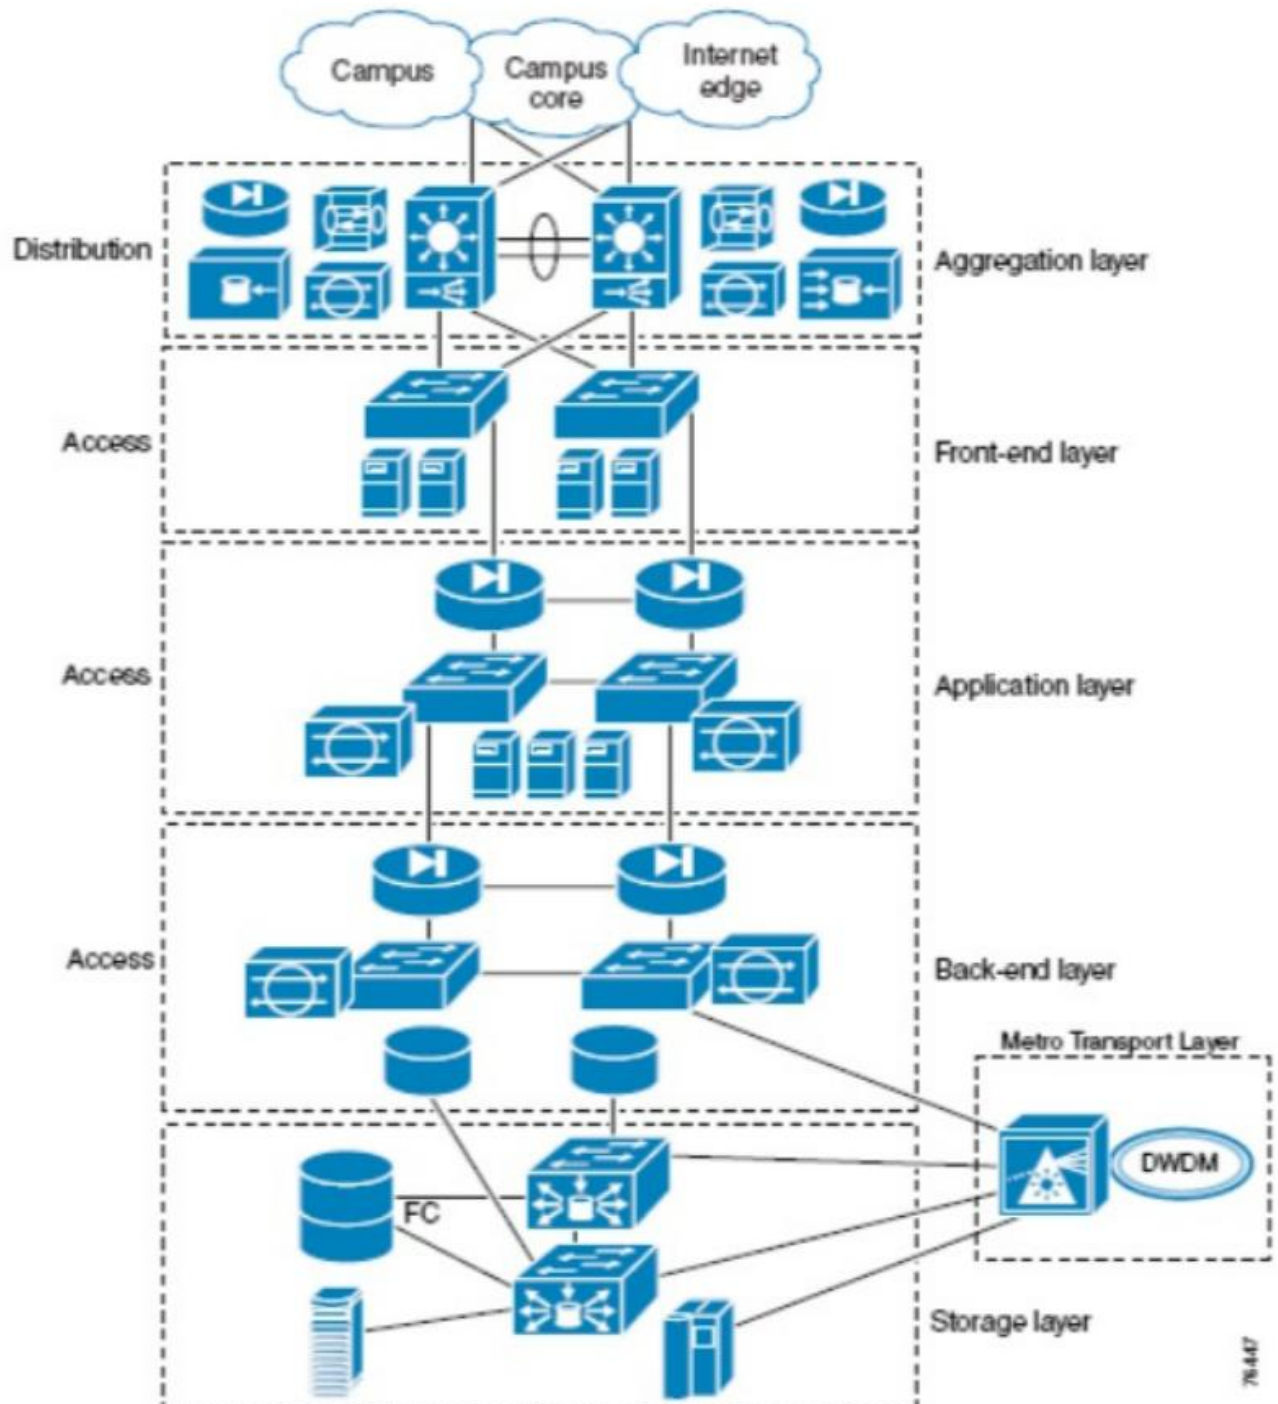 Campus
Campus
core
Internet
edge
Distribution
Aggregation layer
Access
Front-end layer
Access
Application layer
Access
Back-end layer
Metro Transport Layer
DWDM
FC
Storage layer
76447